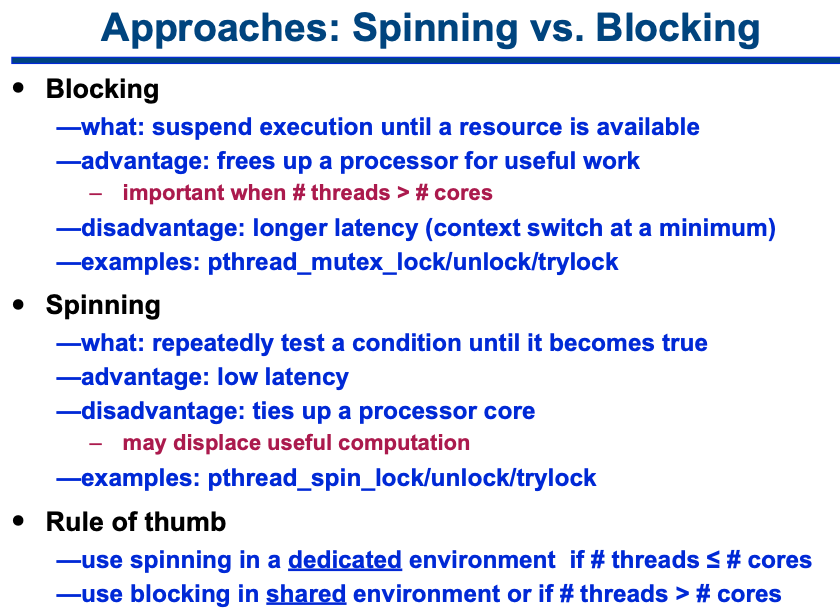 Approaches: Spinning vs. Blocking
• Blocking
—what: suspend execution until a resource is available
—advantage: frees up a processor for useful work
– important when # threads > # cores
—disadvantage: longer latency (context switch at a minimum)
—examples: pthread_mutex_lock/unlock/trylock
• Spinning
—what: repeatedly test a condition until it becomes true
—advantage: low latency
—disadvantage: ties up a processor core
– may displace useful computation
—examples: pthread_spin_lock/unlock/trylock
• Rule of thumb
—use spinning in a dedicated environment  if # threads ≤ # cores
—use blocking in shared environment or if # threads > # cores